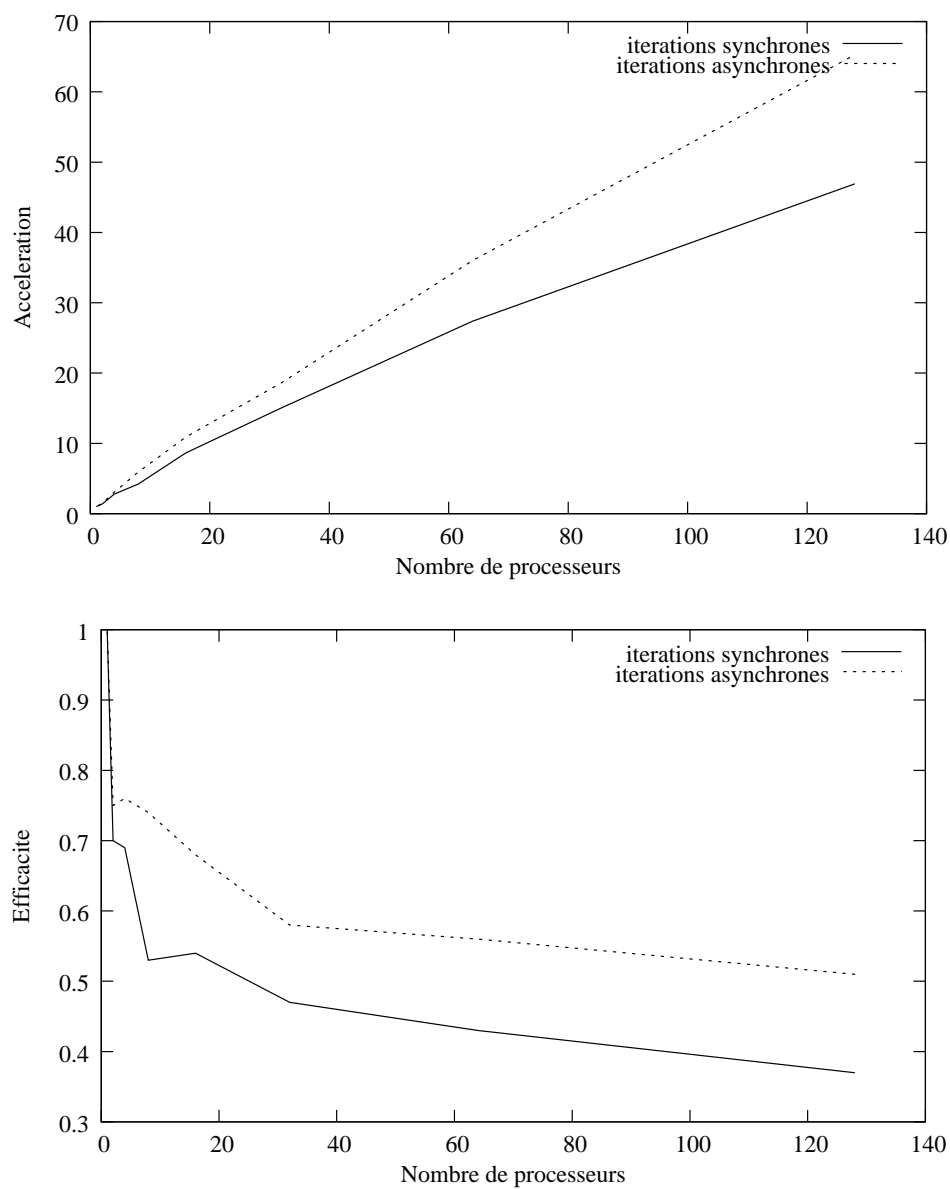 70
60
50
40
30
20
10
0
Acceleration
iterations synchrones
iterations asynchrones
0 20 40 60 80 100 120 140
Nombre de processeurs
1
0.9
0.8
0.7
0.6
0.5
0.4
0.3
Efficacite
iterations synchrones
iterations asynchrones
0 20 40 60 80 100 120 140
Nombre de processeurs